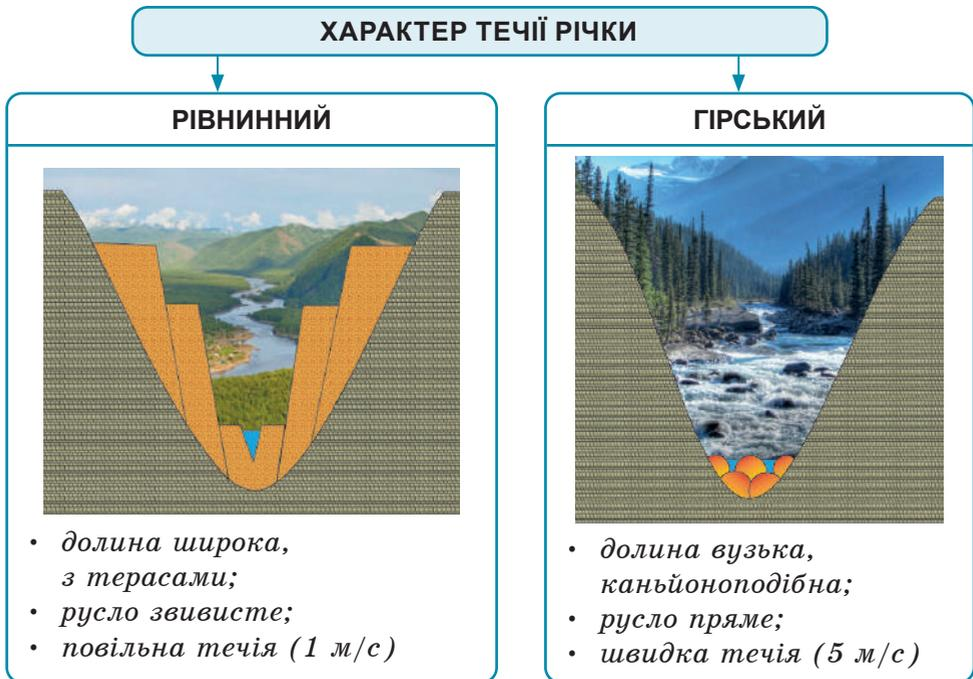 ХАРАКТЕР ТЕЧІЇ РІЧКИ
РІВНИННИЙ
• долина широка,
з терасами;
• русло звивисте;
• повільна течія (1 м/с)
ГІРСЬКИЙ
• долина вузька,
каньйоноподібна;
• русло пряме;
• швидка течія (5 м/с)